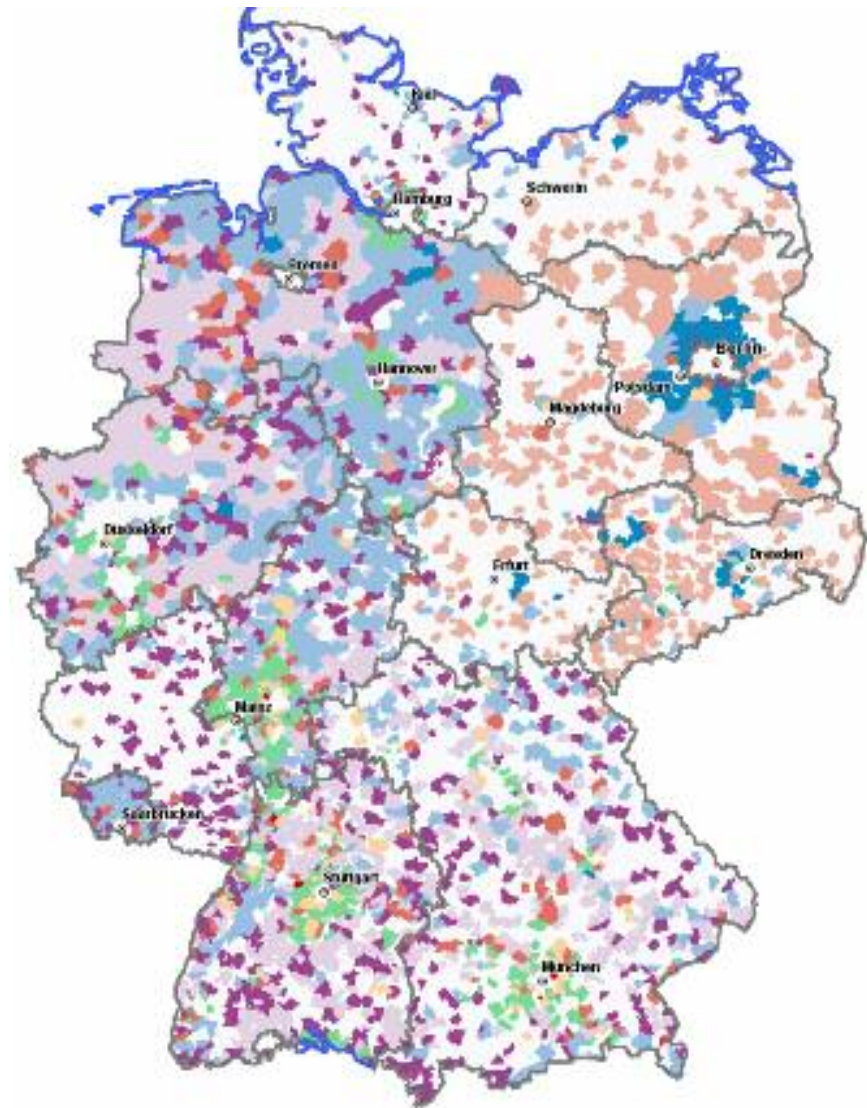 Kiel
Hamburg
Schwerin
Bremen
Berlin
Hannover
Potsdam
Magdeburg
Düsseldorf
Erfurt
Dresden
Mainz
Saarbrücken
Stuttgart
München